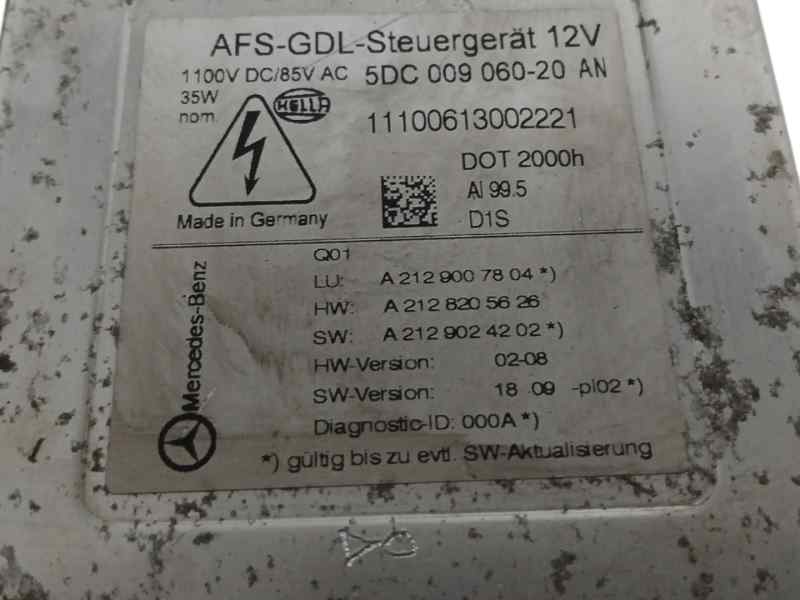 AFS-GDL-Steuergerät 12V
1100V DC/85V AC 5DC 009 060-20 AN
35W
nom.
HELLA
11100613002221
DOT 2000h
Al 99.5
D1S
Made in Germany
Mercedes-Benz
Q01
LU: A 212 900 78 04 *)
HW: A 212 820 56 26
SW: A 212 902 42 02 *)
HW-Version: 02-08
SW-Version: 18 09 -pl02 *)
Diagnostic-ID: 000A *)
*) gültig bis zu evtl. SW-Aktualisierung